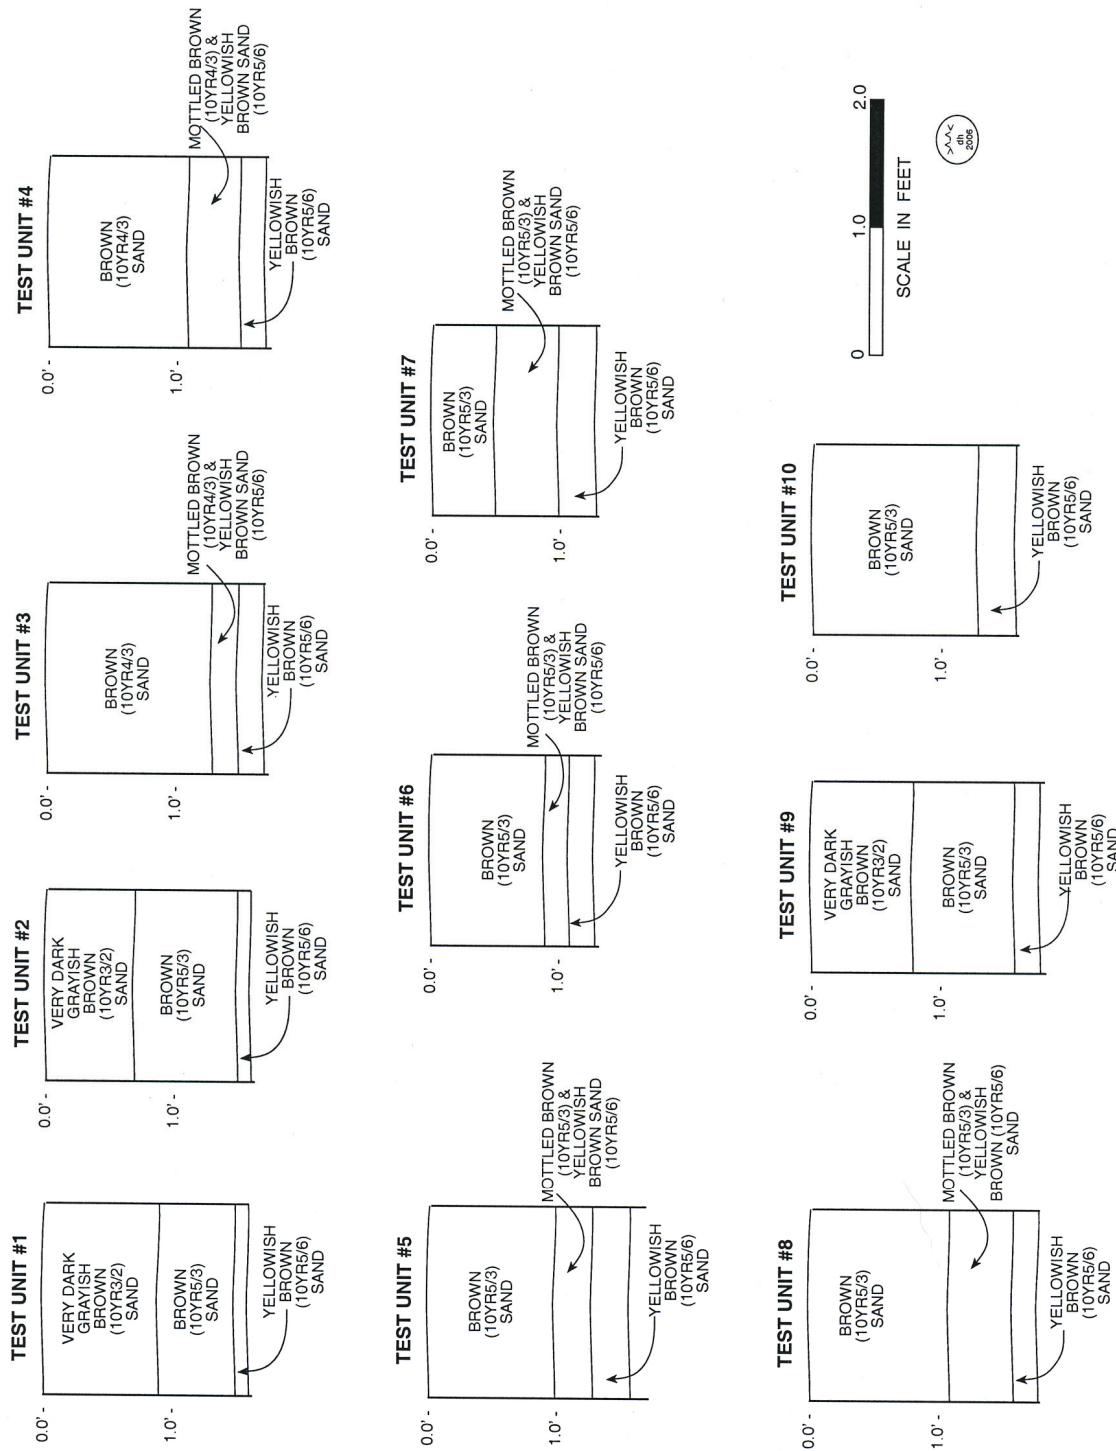 TEST UNIT #1
0.0' -
1.0' -
VERY DARK
GRAYISH
BROWN
(10YR3/2)
SAND
BROWN
(10YR5/3)
SAND
YELLOWISH
BROWN
(10YR5/6)
SAND
TEST UNIT #2
0.0' -
1.0' -
VERY DARK
GRAYISH
BROWN
(10YR3/2)
SAND
BROWN
(10YR5/3)
SAND
YELLOWISH
BROWN
(10YR5/6)
SAND
TEST UNIT #3
0.0' -
1.0' -
BROWN
(10YR4/3)
SAND
MOTTLED BROWN
(10YR4/3) &
YELLOWISH
BROWN SAND
(10YR5/6)
YELLOWISH
BROWN
(10YR5/6)
SAND
TEST UNIT #4
0.0' -
1.0' -
BROWN
(10YR4/3)
SAND
MOTTLED BROWN
(10YR4/3) &
YELLOWISH
BROWN SAND
(10YR5/6)
YELLOWISH
BROWN
(10YR5/6)
SAND
TEST UNIT #5
0.0' -
1.0' -
BROWN
(10YR5/3)
SAND
MOTTLED BROWN
(10YR5/3) &
YELLOWISH
BROWN SAND
(10YR5/6)
YELLOWISH
BROWN
(10YR5/6)
SAND
TEST UNIT #6
0.0' -
1.0' -
BROWN
(10YR5/3)
SAND
MOTTLED BROWN
(10YR5/3) &
YELLOWISH
BROWN SAND
(10YR5/6)
YELLOWISH
BROWN
(10YR5/6)
SAND
TEST UNIT #7
0.0' -
1.0' -
BROWN
(10YR5/3)
SAND
MOTTLED BROWN
(10YR5/3) &
YELLOWISH
BROWN SAND
(10YR5/6)
YELLOWISH
BROWN
(10YR5/6)
SAND
TEST UNIT #8
0.0' -
1.0' -
BROWN
(10YR5/3)
SAND
MOTTLED BROWN
(10YR5/3) &
YELLOWISH
BROWN (10YR5/6)
SAND
YELLOWISH
BROWN
(10YR5/6)
SAND
TEST UNIT #9
0.0' -
1.0' -
VERY DARK
GRAYISH
BROWN
(10YR3/2)
SAND
BROWN
(10YR5/3)
SAND
YELLOWISH
BROWN
(10YR5/6)
SAND
TEST UNIT #10
0.0' -
1.0' -
BROWN
(10YR5/3)
SAND
YELLOWISH
BROWN
(10YR5/6)
SAND
0 1.0 2.0
SCALE IN FEET
dh
2006